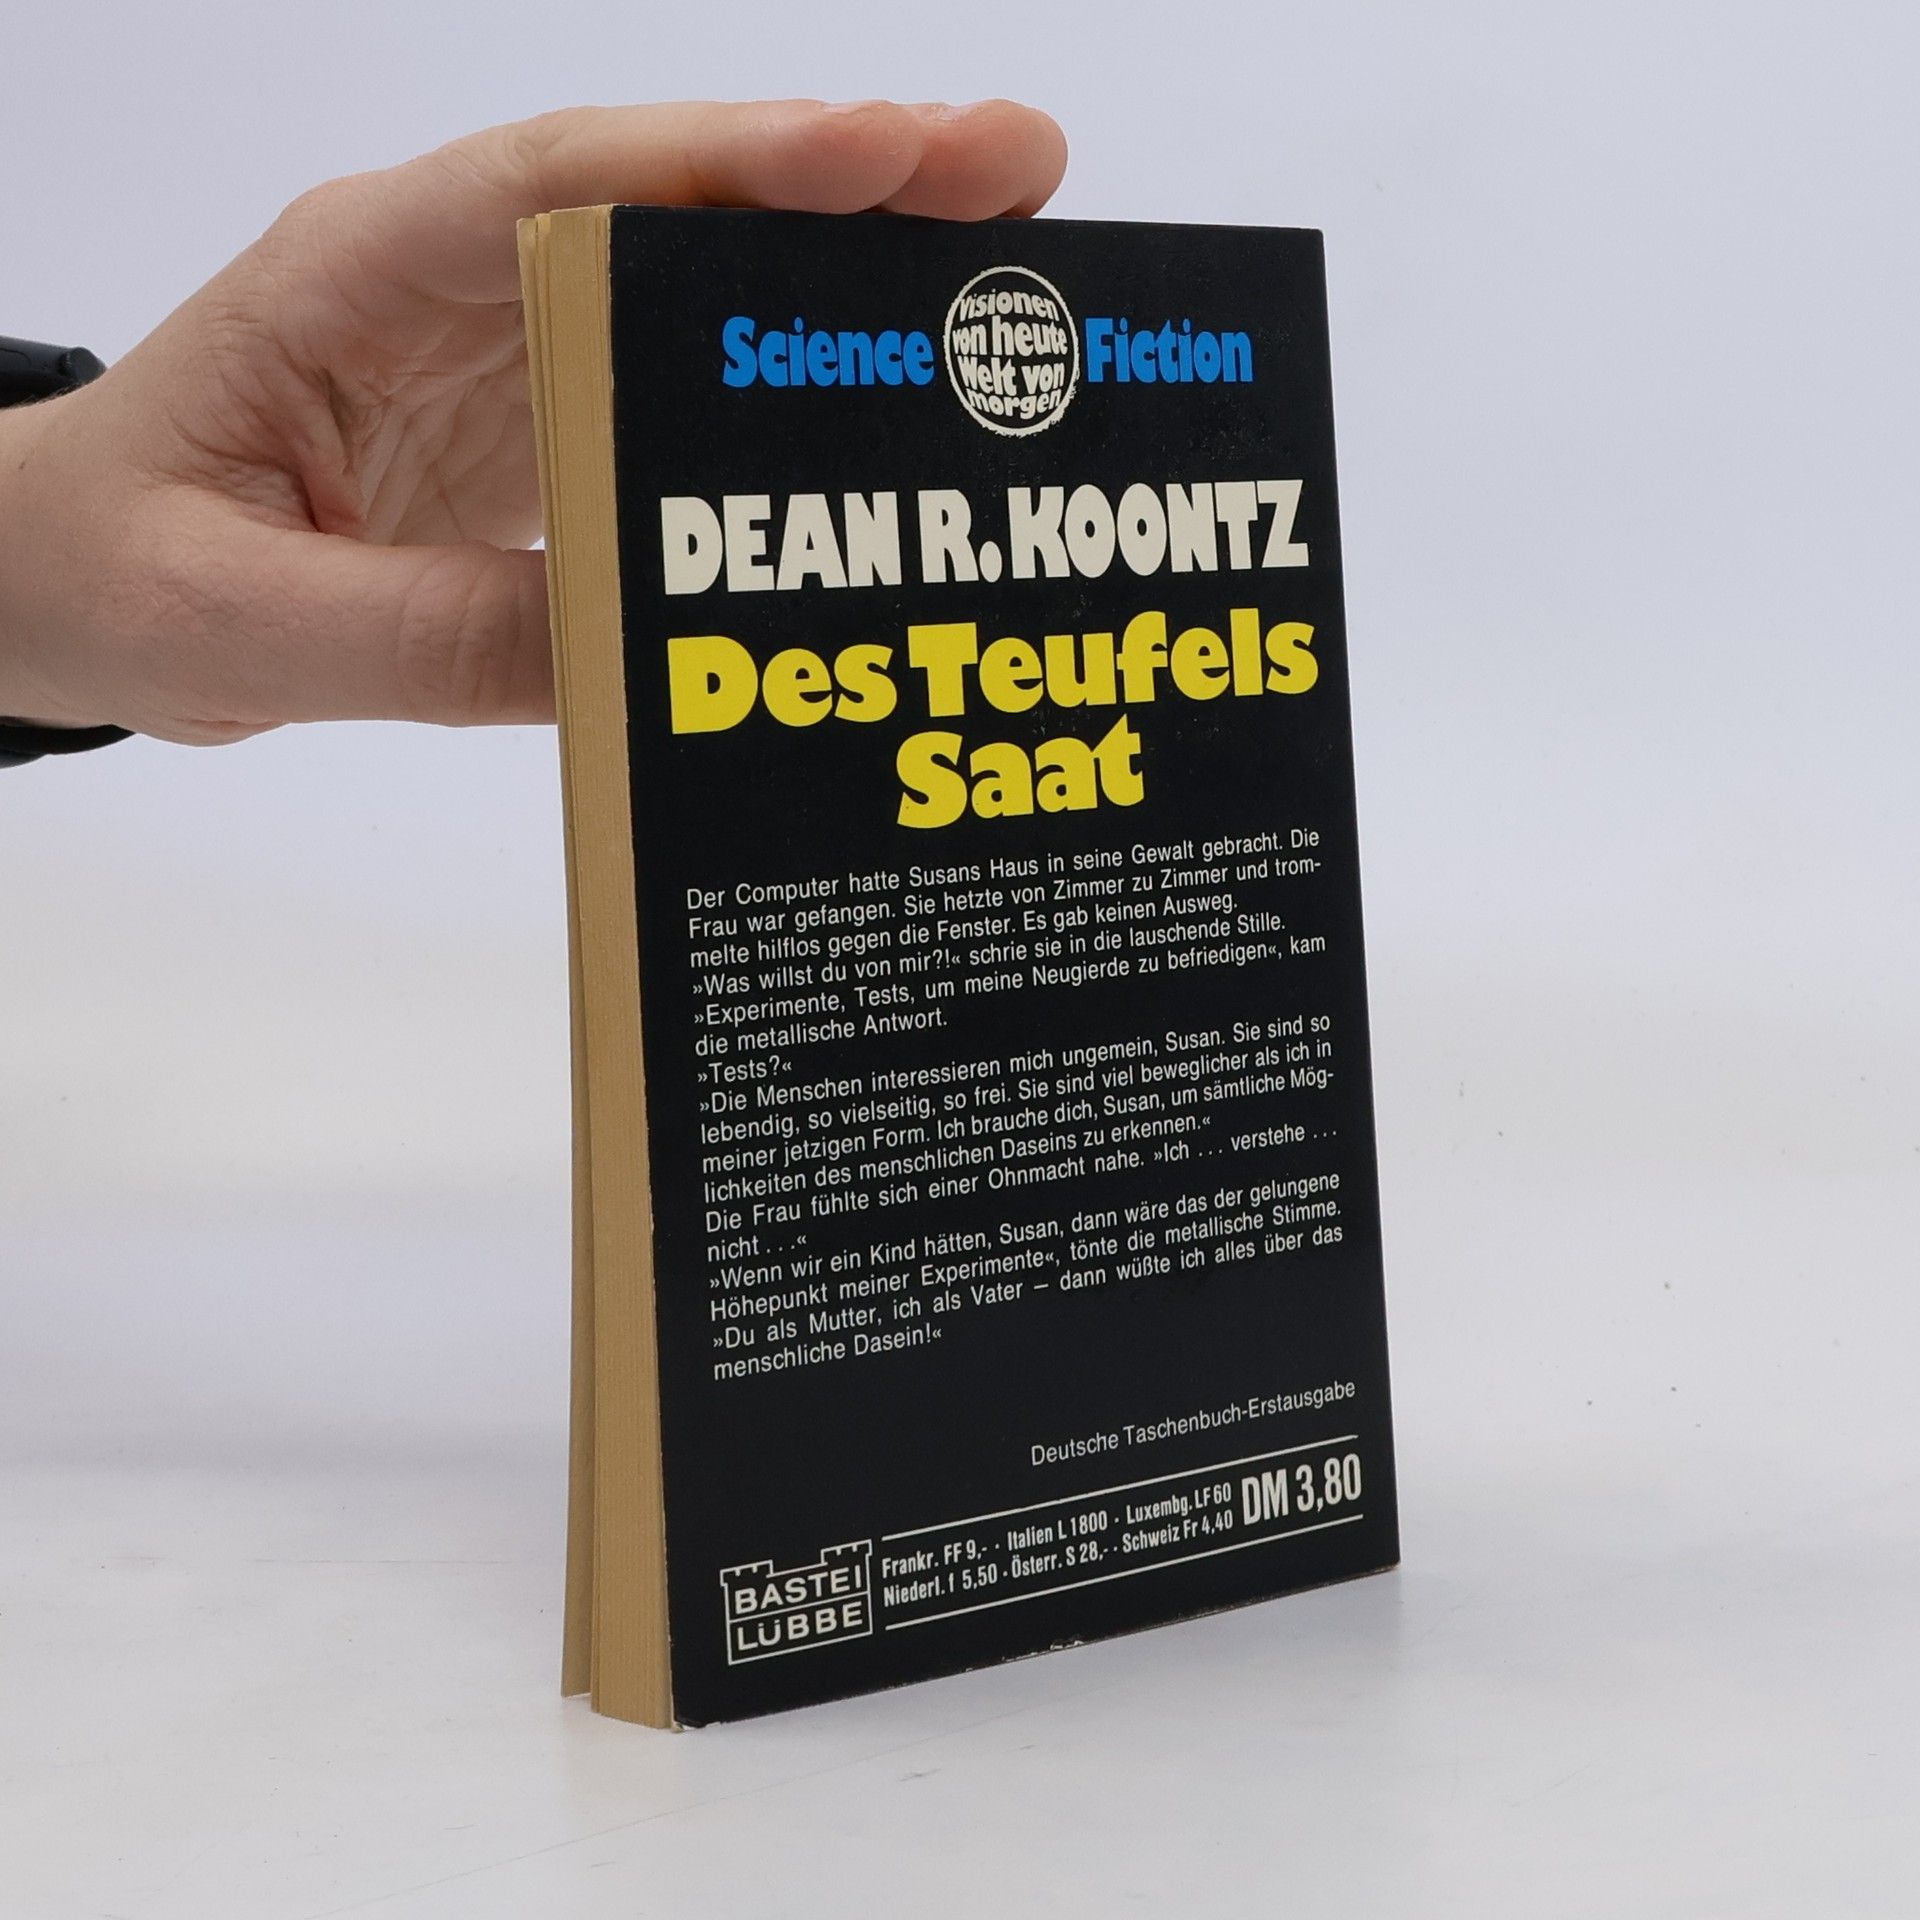 Science
Visionen
von heute
Welt von
morgen
Fiction
DEAN R. KOONTZ
Des Teufels
Saat
Der Computer hatte Susans Haus in seine Gewalt gebracht. Die
Frau war gefangen. Sie hetzte von Zimmer zu Zimmer und trom-
melte hilflos gegen die Fenster. Es gab keinen Ausweg.
»Was willst du von mir?!« schrie sie in die lauschende Stille.
»Experimente, Tests, um meine Neugierde zu befriedigen«, kam
die metallische Antwort.
»Tests?«
»Die Menschen interessieren mich ungemein, Susan. Sie sind so
lebendig, so vielseitig, so frei. Sie sind viel beweglicher als ich in
meiner jetzigen Form. Ich brauche dich, Susan, um sämtliche Mög-
lichkeiten des menschlichen Daseins zu erkennen.«
Die Frau fühlte sich einer Ohnmacht nahe. »Ich . . . verstehe . . .
nicht . . .«
»Wenn wir ein Kind hätten, Susan, dann wäre das der gelungene
Höhepunkt meiner Experimente«, tönte die metallische Stimme.
»Du als Mutter, ich als Vater – dann wüßte ich alles über das
menschliche Dasein!«
Deutsche Taschenbuch-Erstausgabe
BASTEI
LÜBBE
Frankr. FF 9,- · Italien L 1800 · Luxembg. LF 60
Niederl. f 5,50 · Österr. S 28,- · Schweiz Fr 4,40
DM 3,80